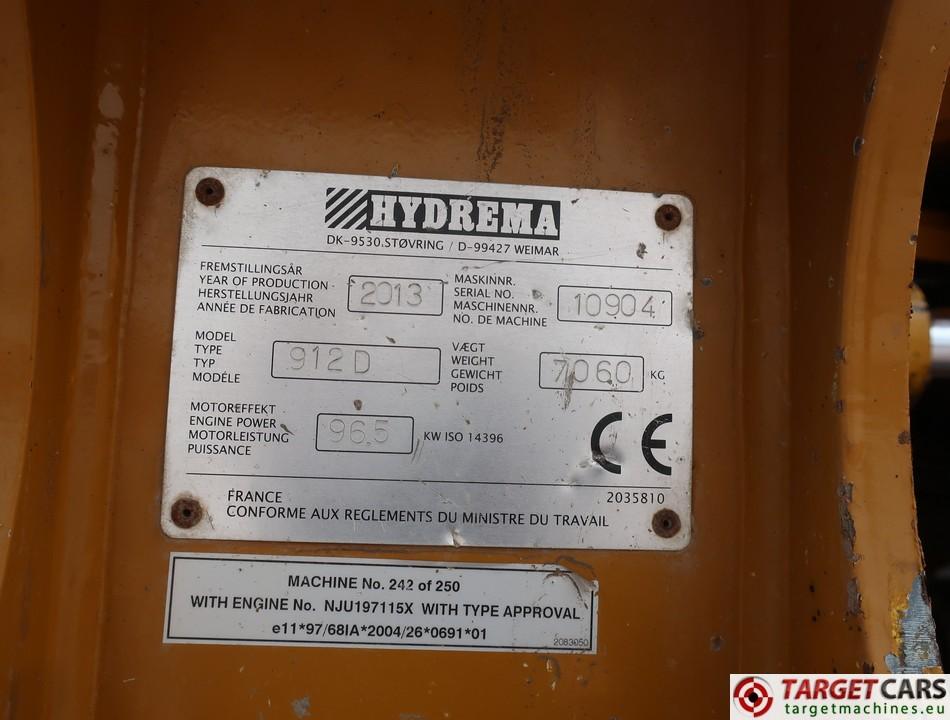 HYDREMA
DK-9530.STØVRING / D-99427 WEIMAR
FREMSTILLINGSÅR
YEAR OF PRODUCTION
HERSTELLUNGSJAHR
ANNÉE DE FABRICATION
2013
MASKINNR.
SERIAL NO.
MASCHINENNR.
NO. DE MACHINE
10904
MODEL
TYPE
TYP
MODÉLE
912D
VÆGT
WEIGHT
GEWICHT
POIDS
7060
KG
MOTOREFFEKT
ENGINE POWER
MOTORLEISTUNG
PUISSANCE
96.5
KW ISO 14396
CE
FRANCE
2035810
CONFORME AUX REGLEMENTS DU MINISTRE DU TRAVAIL
MACHINE No. 242 of 250
WITH ENGINE No. NJU197115X WITH TYPE APPROVAL
e11*97/68IA*2004/26*0691*01
2083050
TARGET CARS
targetmachines.eu